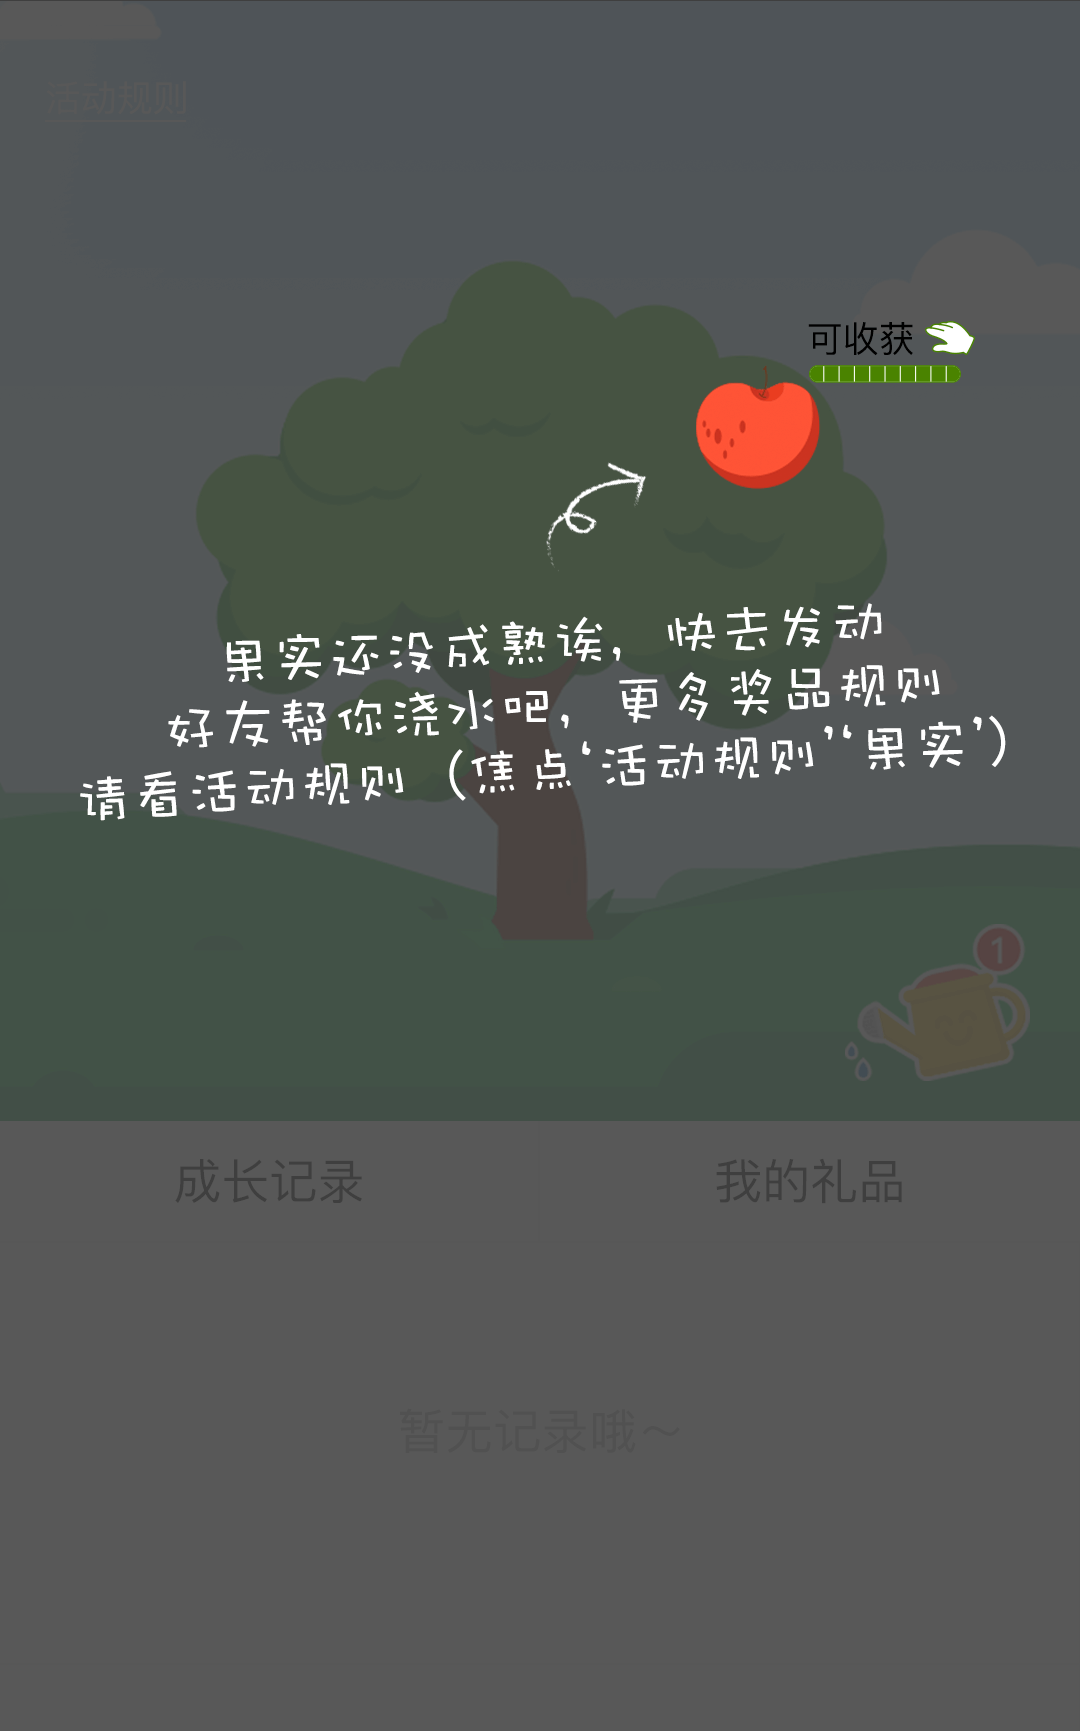 活动规则
可收获
果实还没成熟诶，快去发动
好友帮你浇水吧，更多奖品规则
请看活动规则（焦点‘活动规则’‘果实’）
1
成长记录
我的礼品
暂无记录哦～